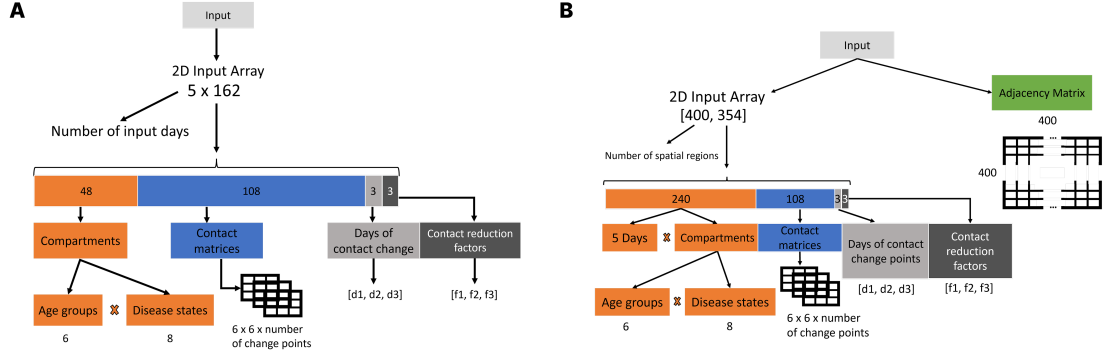 A
Input
2D Input Array
5 x 162
Number of input days
48
108
3
3
Compartments
Contact
matrices
Days of
contact change
Contact reduction
factors
[d1, d2, d3]
[f1, f2, f3]
Age groups
x
Disease states
6
8
6 x 6 x number
of change points
B
Input
2D Input Array
[400, 354]
Adjacency Matrix
400
400
Number of spatial regions
240
108
3
3
5 Days
x
Compartments
Contact
matrices
Days of contact
change points
Contact
reduction
factors
[d1, d2, d3]
[f1, f2, f3]
Age groups
x
Disease states
6
8
6 x 6 x number
of change points